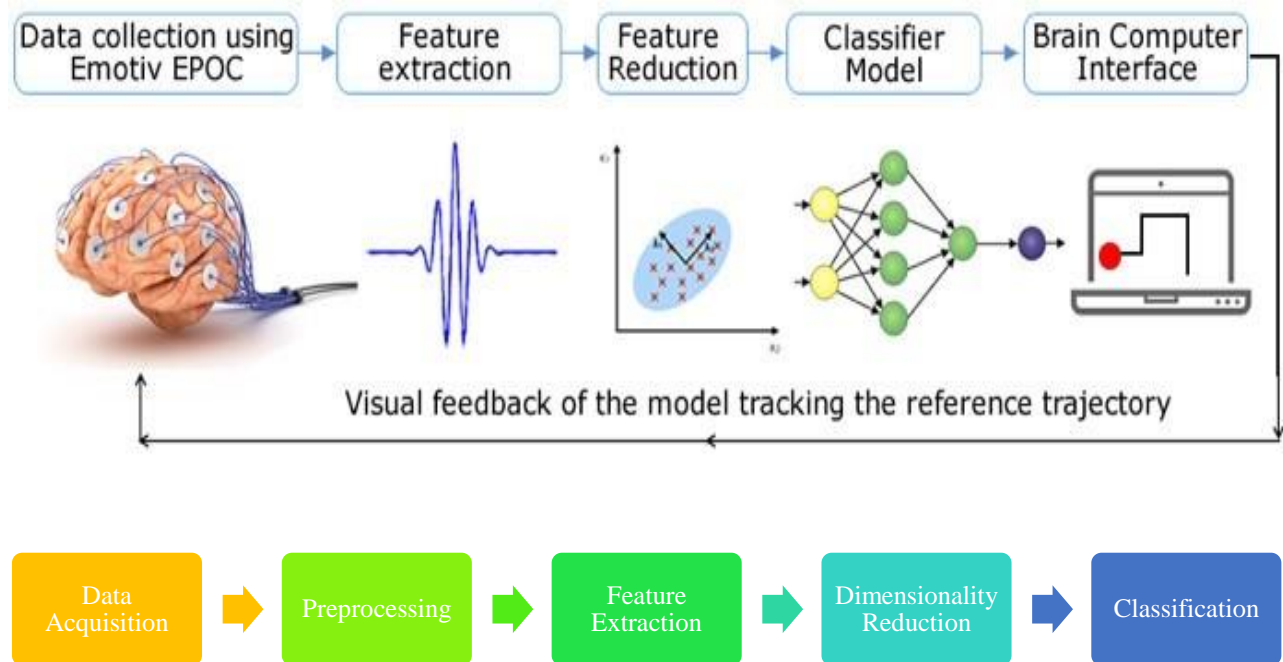 Data collection using
Emotiv EPOC
Feature
extraction
Feature
Reduction
Classifier
Model
Brain Computer
Interface
Visual feedback of the model tracking the reference trajectory
Data
Acquisition
Preprocessing
Feature
Extraction
Dimensionality
Reduction
Classification